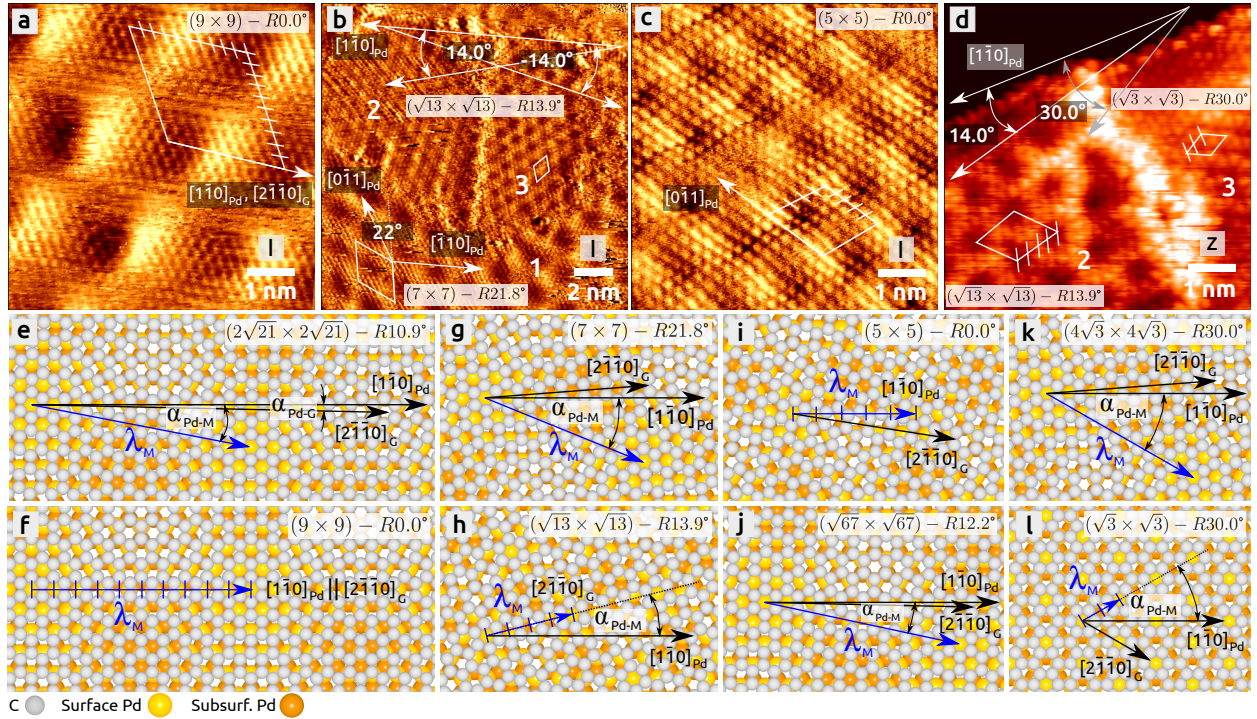 a
(9 × 9) − R0.0°
[11̄0]Pd, [21̄1̄0]G
I
1 nm
b
[11̄0]Pd
14.0°
-14.0°
2
(√13 × √13) − R13.9°
3
[01̄1]Pd
22°
[1̄10]Pd
1
I
(7 × 7) − R21.8°
2 nm
c
(5 × 5) − R0.0°
[01̄1]Pd
I
1 nm
d
[11̄0]Pd
(√3 × √3) − R30.0°
30.0°
14.0°
3
2
Z
(√13 × √13) − R13.9°
1 nm
e
(2√21 × 2√21) − R10.9°
[11̄0]Pd
αPd-G
αPd-M
[21̄1̄0]G
λM
g
(7 × 7) − R21.8°
[21̄1̄0]G
αPd-M
[11̄0]Pd
λM
i
(5 × 5) − R0.0°
λM
[11̄0]Pd
[21̄1̄0]G
k
(4√3 × 4√3) − R30.0°
[21̄1̄0]G
αPd-M
[11̄0]Pd
λM
f
(9 × 9) − R0.0°
[11̄0]Pd || [21̄1̄0]G
λM
h
(√13 × √13) − R13.9°
[21̄1̄0]G
λM
αPd-M
[11̄0]Pd
j
(√67 × √67) − R12.2°
[11̄0]Pd
αPd-M
[21̄1̄0]G
λM
l
(√3 × √3) − R30.0°
λM
αPd-M
[11̄0]Pd
[21̄1̄0]G
C Surface Pd Subsurf. Pd